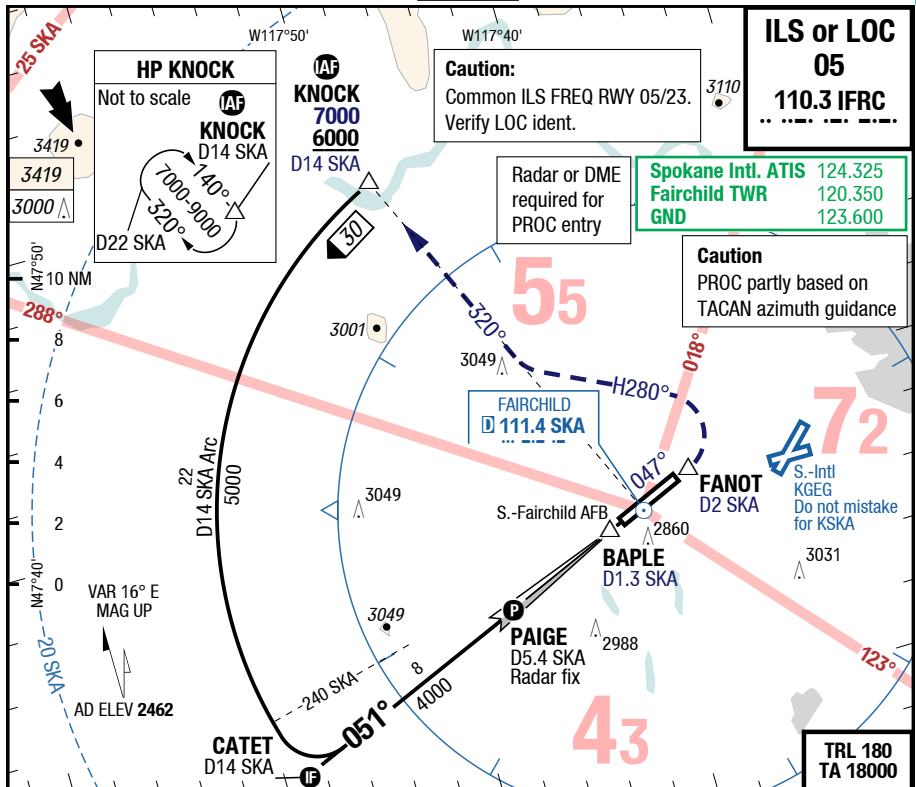 W117°50'
W117°40'
ILS or LOC
05
110.3 IFRC
25 SKA
HP KNOCK
Not to scale
IAF
KNOCK
D14 SKA
140°
7000-9000
320°
D22 SKA
IAF
KNOCK
7000
6000
D14 SKA
Caution:
Common ILS FREQ RWY 05/23.
Verify LOC ident.
3110
3419
3419
3000
Radar or DME
required for
PROC entry
Spokane Intl. ATIS 124.325
Fairchild TWR 120.350
GND 123.600
Caution
PROC partly based on
TACAN azimuth guidance
30
N47°50'
10 NM
8
6
4
2
0
N47°40'
288°
3001
320°
55
3049
018°
H280°
72
FAIRCHILD
D 111.4 SKA
047°
FANOT
D2 SKA
S.-Intl
KGEG
Do not mistake
for KSKA
22
D14 SKA Arc
5000
3049
S.-Fairchild AFB
2860
BAPLE
D1.3 SKA
3031
VAR 16° E
MAG UP
3049
P
PAIGE
D5.4 SKA
Radar fix
2988
123°
20 SKA
AD ELEV 2462
240 SKA
8
4000
051°
43
CATET
D14 SKA
IF
TRL 180
TA 18000